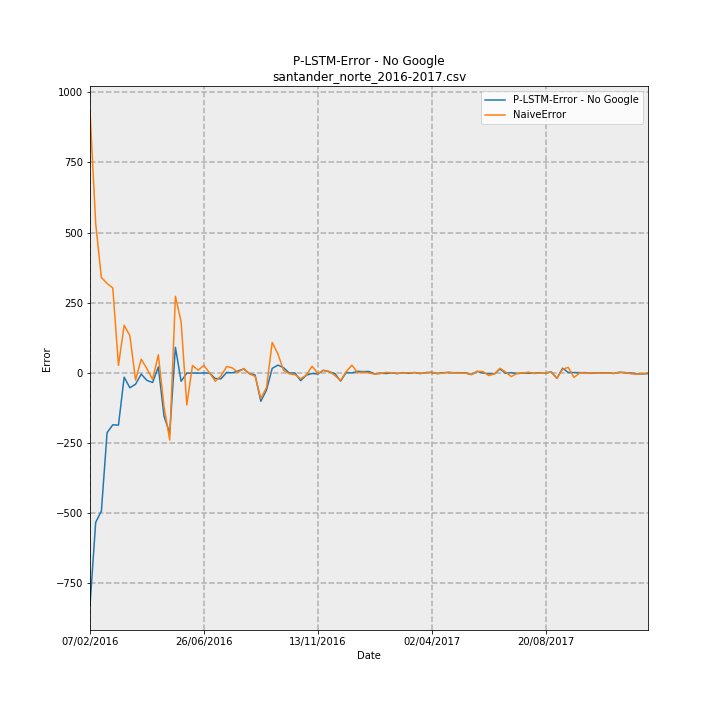 P-LSTM-Error - No Google
santander_norte_2016-2017.csv
P-LSTM-Error - No Google
NaiveError
1000
750
500
250
0
−250
−500
−750
Error
07/02/2016
26/06/2016
13/11/2016
02/04/2017
20/08/2017
Date